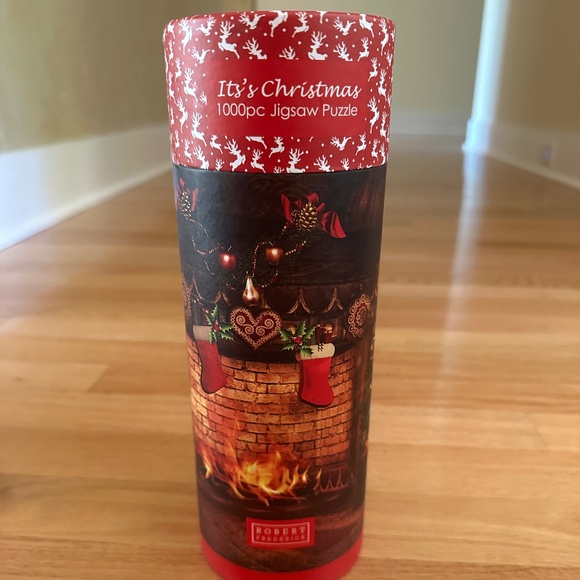 Its's Christmas
1000pc Jigsaw Puzzle
ROBERT
FREDERICK